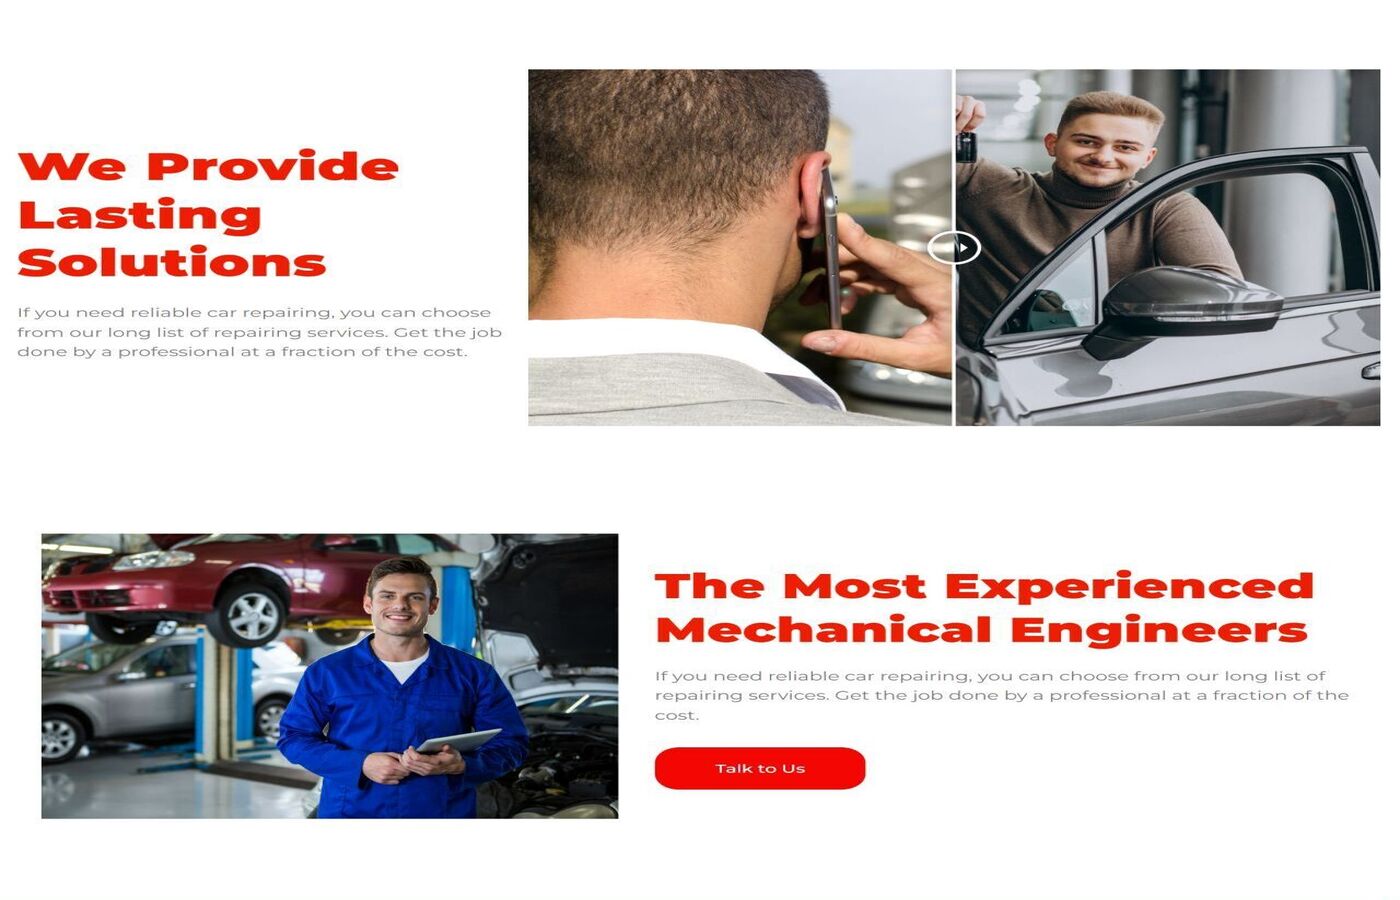 We Provide
Lasting
Solutions
If you need reliable car repairing, you can choose
from our long list of repairing services. Get the job
done by a professional at a fraction of the cost.
The Most Experienced
Mechanical Engineers
If you need reliable car repairing, you can choose from our long list of
repairing services. Get the job done by a professional at a fraction of the
cost.
Talk to Us